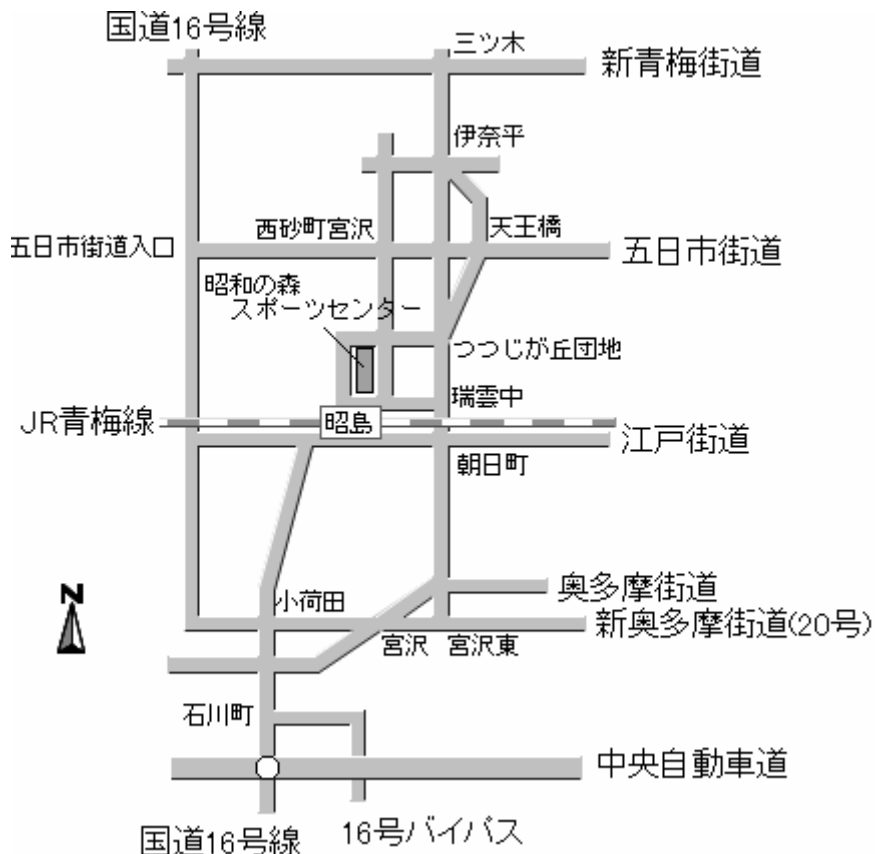 国道16号線
三ツ木
新青梅街道
伊奈平
西砂町宮沢
天王橋
五日市街道入口
五日市街道
昭和の森
スポーツセンター
つつじが丘団地
瑞雲中
JR青梅線
昭島
江戸街道
朝日町
N
小荷田
奥多摩街道
新奥多摩街道(20号)
宮沢
宮沢東
石川町
中央自動車道
国道16号線
16号バイパス